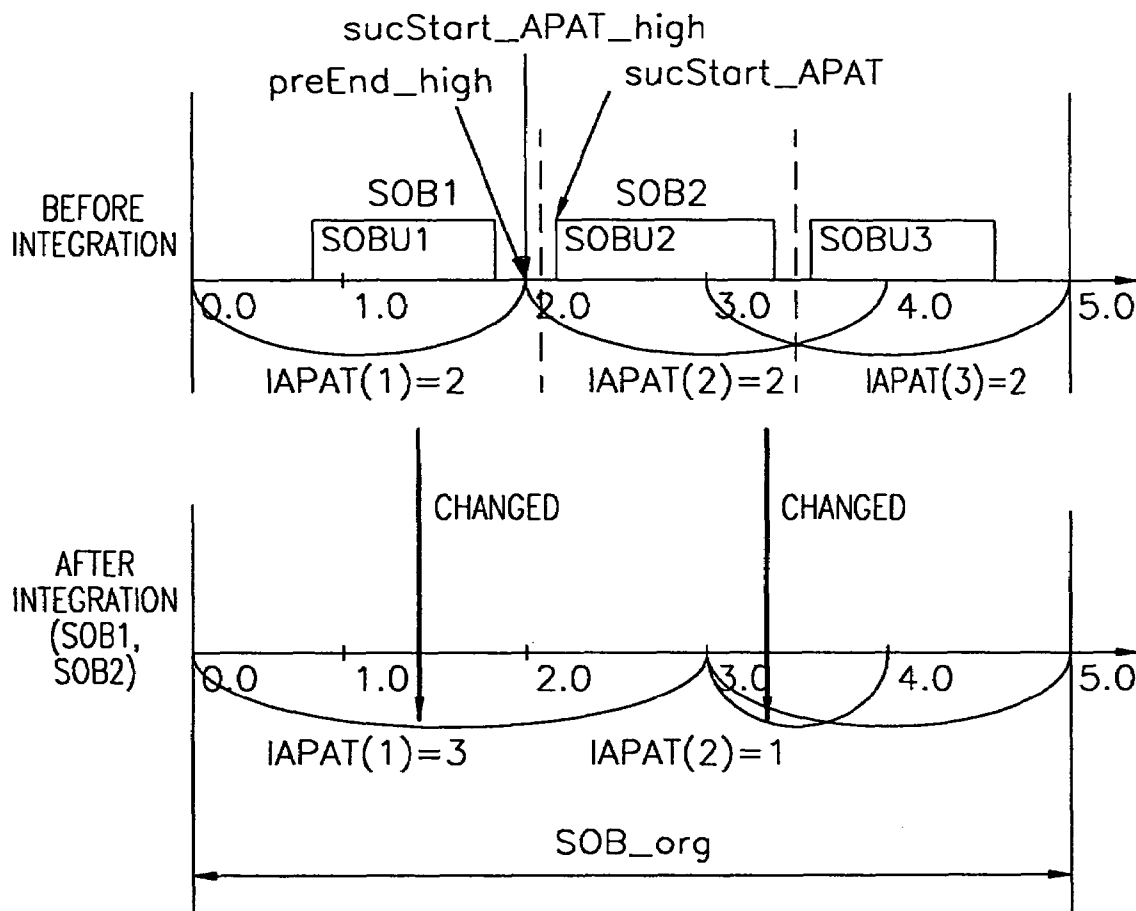 sucStart_APAT_high
preEnd_high
sucStart_APAT
BEFORE
INTEGRATION
SOB1
SOB2
SOBU1
SOBU2
SOBU3
0.0
1.0
2.0
3.0
4.0
5.0
IAPAT(1)=2
IAPAT(2)=2
IAPAT(3)=2
CHANGED
CHANGED
AFTER
INTEGRATION
(SOB1,
SOB2)
0.0
1.0
2.0
3.0
4.0
5.0
IAPAT(1)=3
IAPAT(2)=1
SOB_org